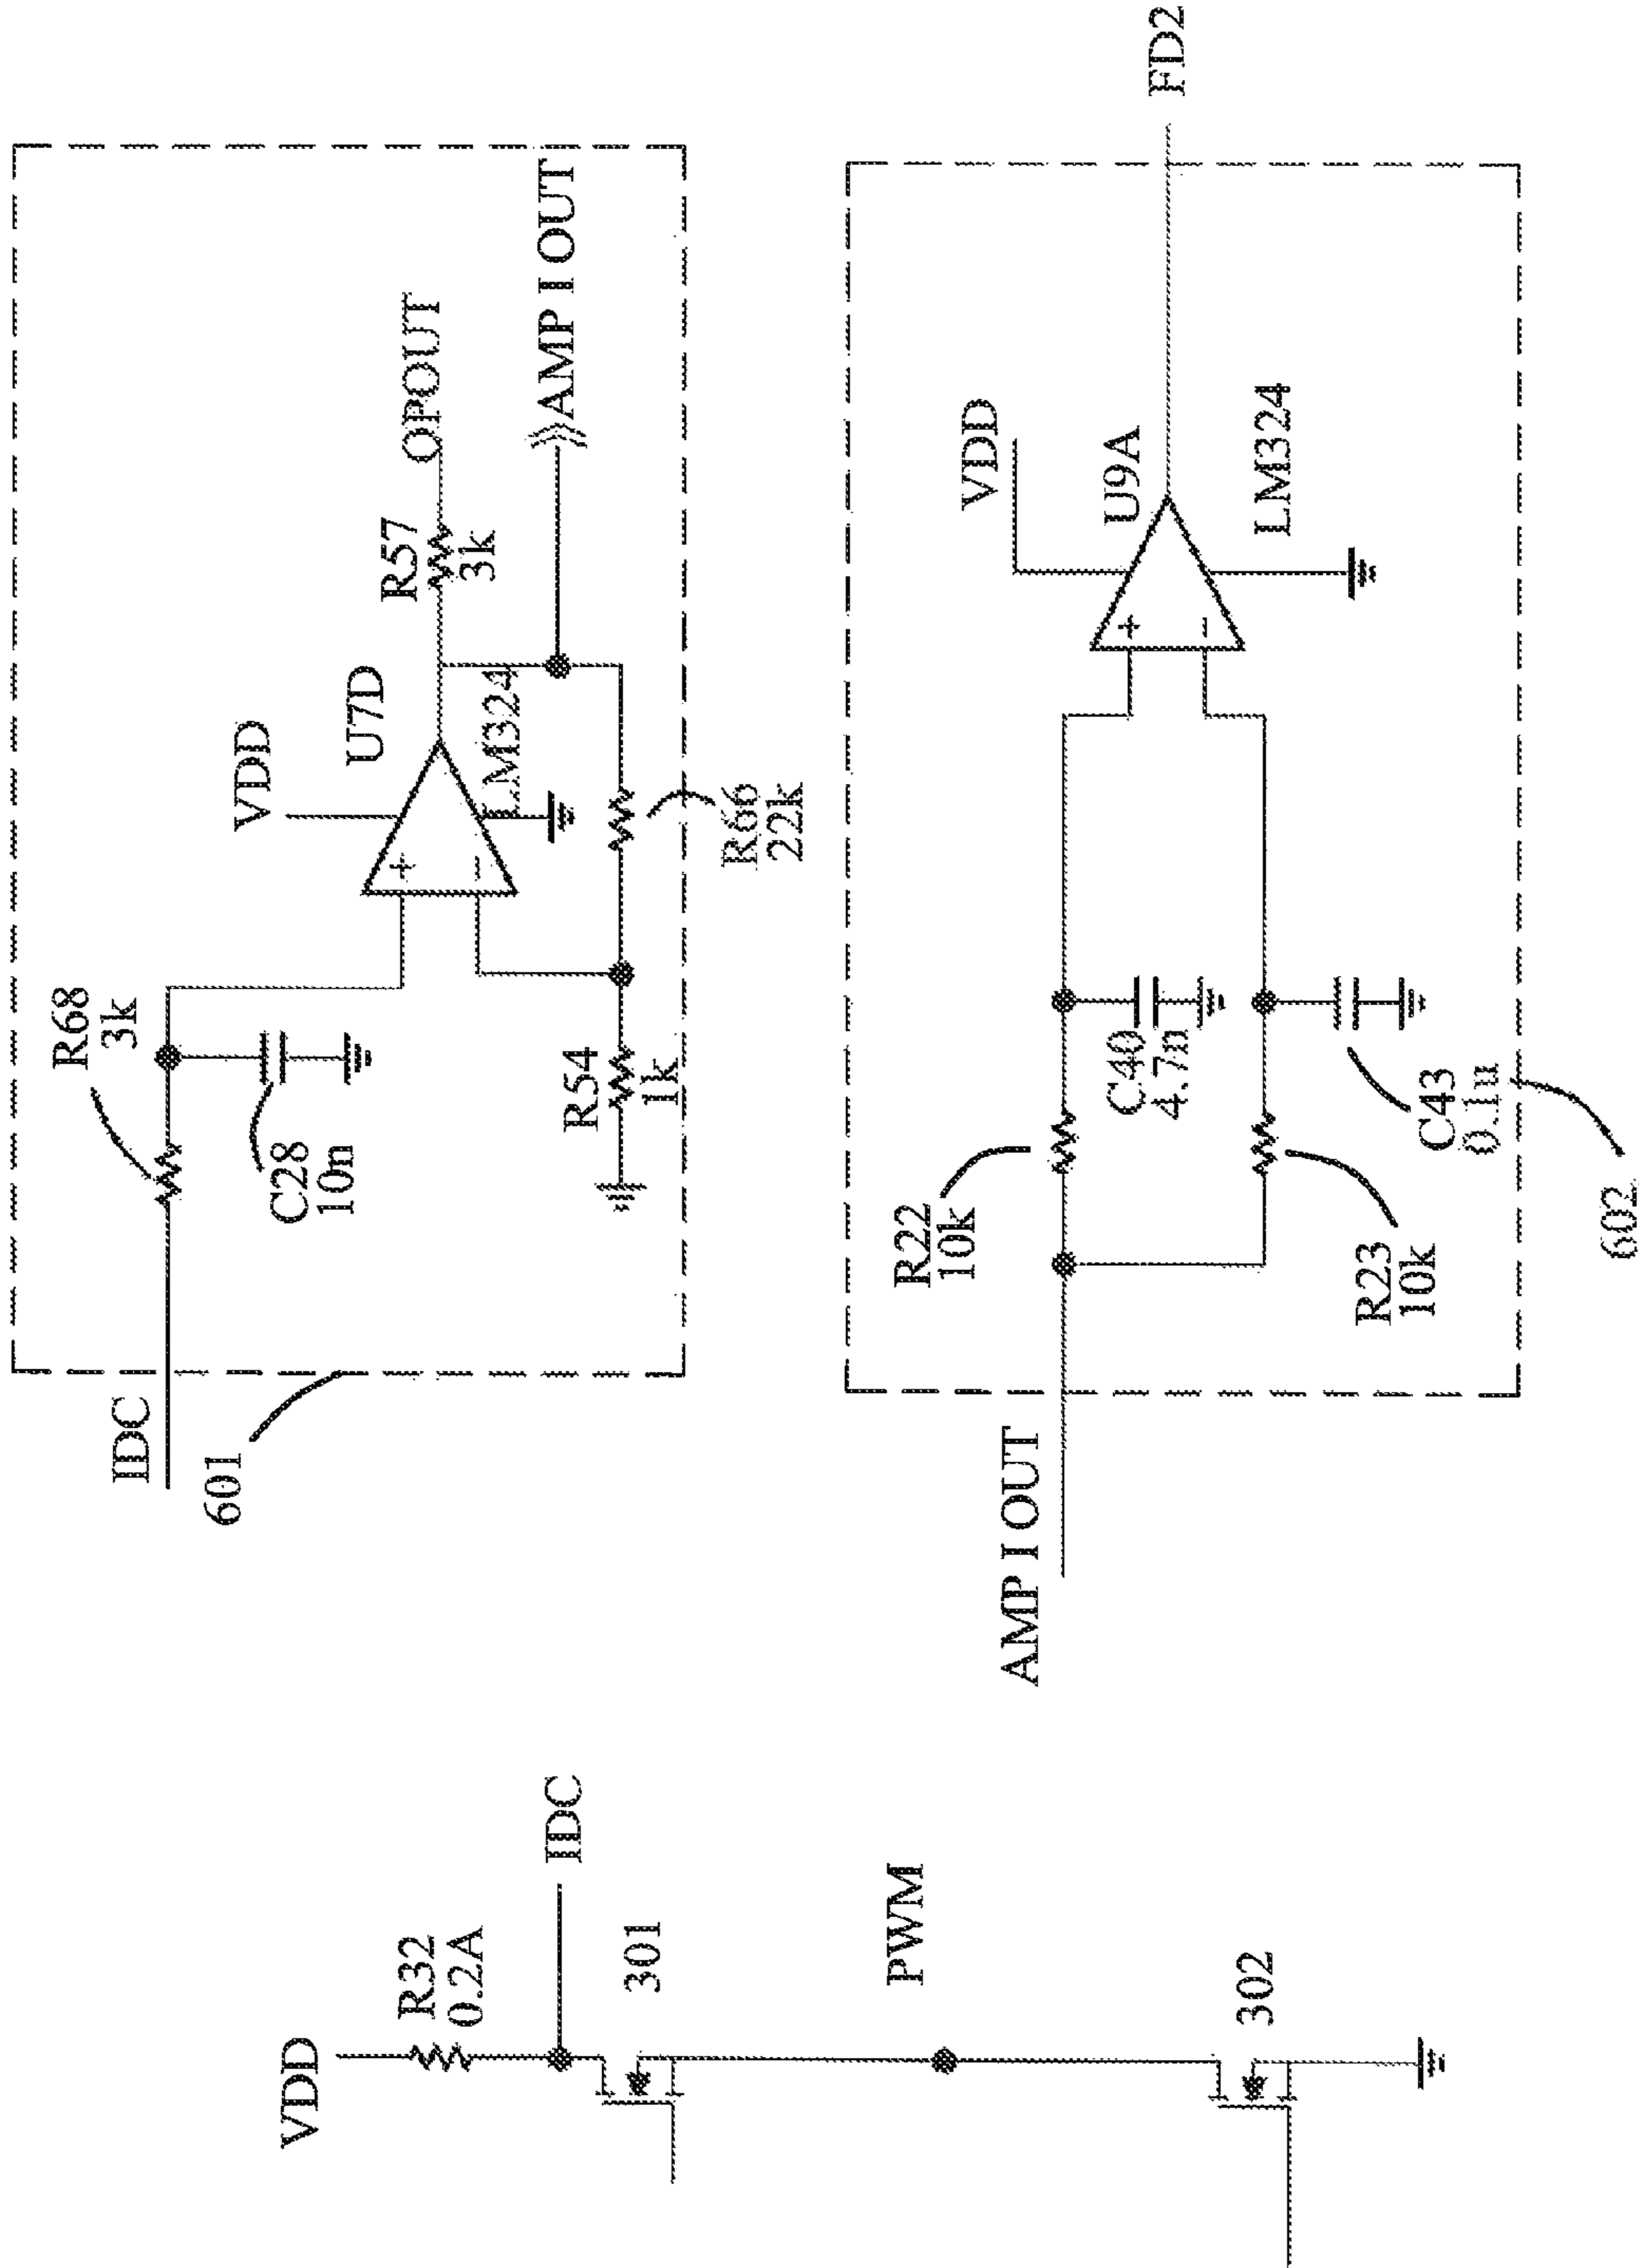 VDD
R32
0.2A
IDC
301
PWM
302
IDC
601
R68
3k
C28
10n
VDD
U7D
+
−
LM324
R54
1k
R66
22k
R57
3k
OPOUT
AMP I OUT
AMP I OUT
R22
10k
R23
10k
C40
4.7n
C43
0.1u
602
VDD
U9A
+
−
LM324
FD2